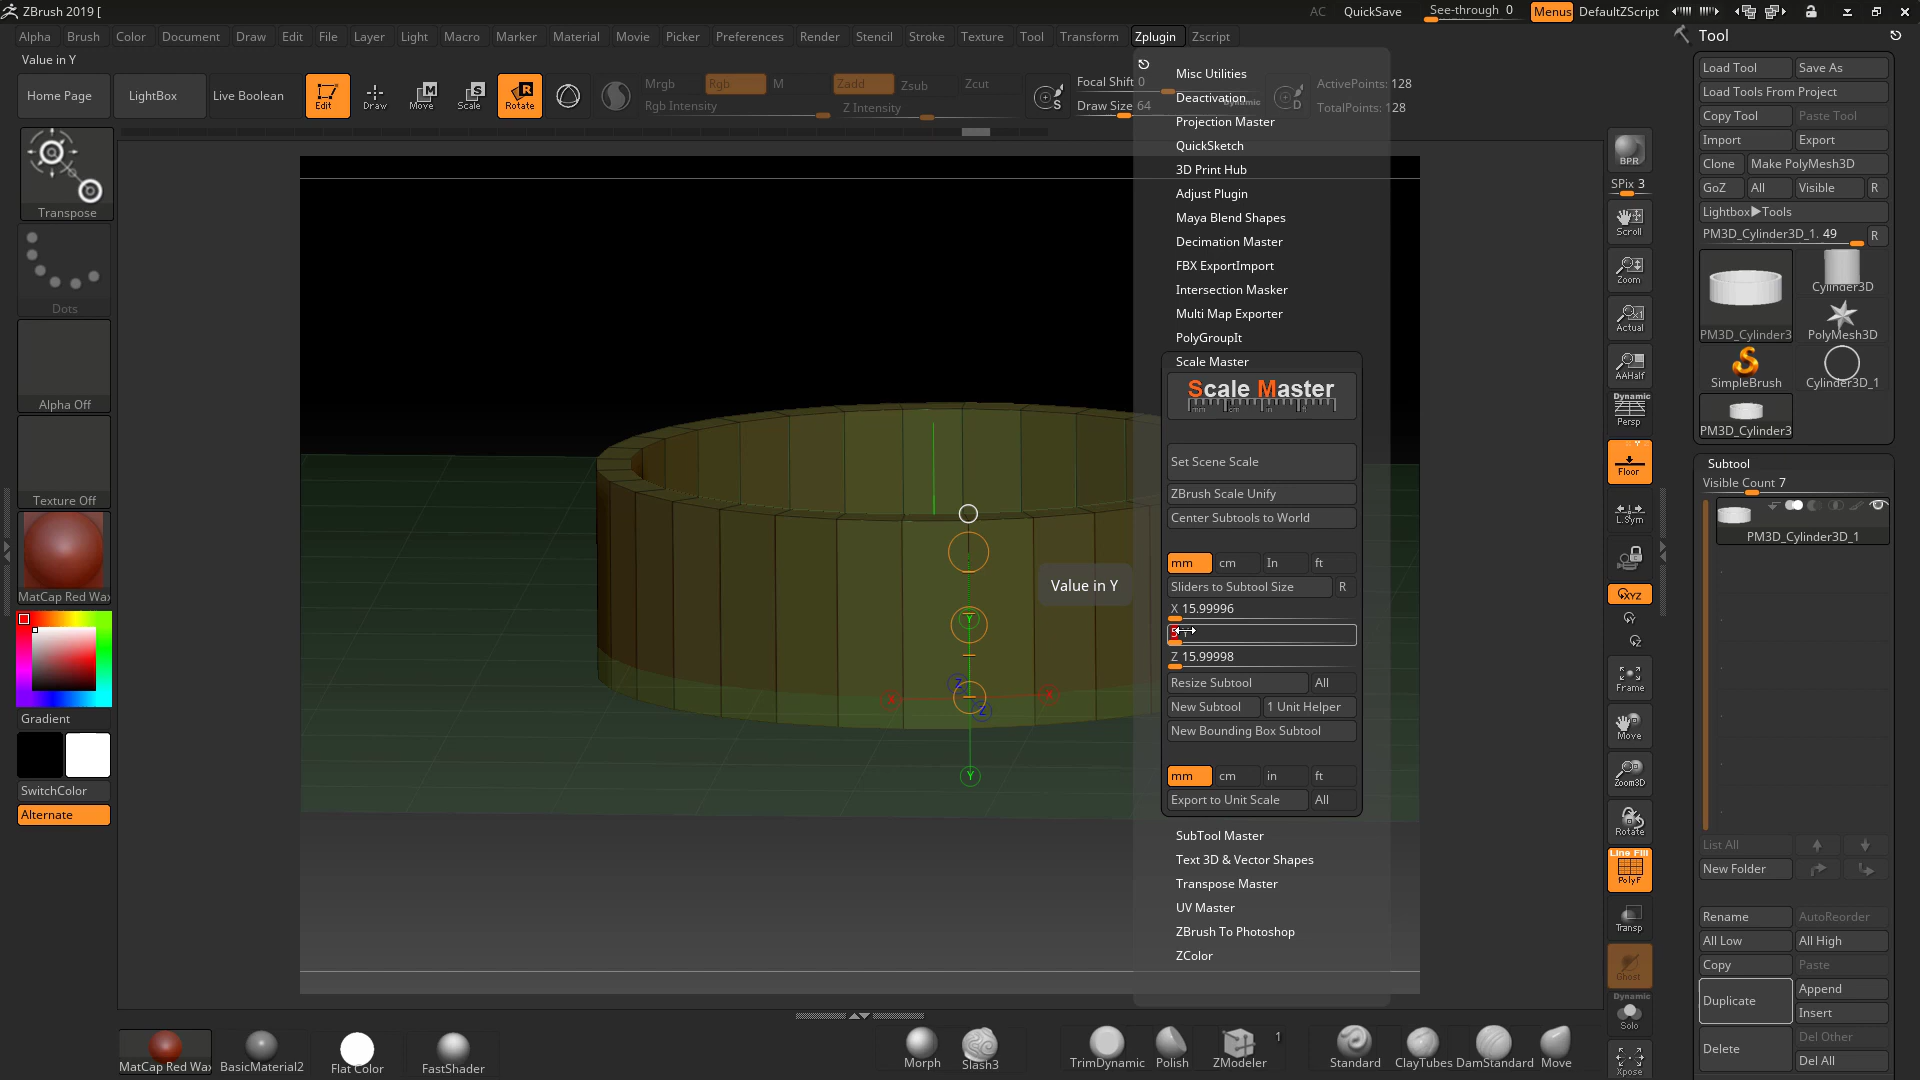 ZBrush 2019 [
AC QuickSave See-through 0 Menus DefaultZScript
Alpha Brush Color Document Draw Edit File Layer Light Macro Marker Material Movie Picker Preferences Render Stencil Stroke Texture Tool Transform Zplugin Zscript
Value in Y
Home Page LightBox Live Boolean Edit Draw Move Scale Rotate
Mrgb Rgb M Zadd Zsub Zcut
Rgb Intensity Z Intensity
Focal Shift 0
Draw Size 64
Dynamic
ActivePoints: 128
TotalPoints: 128
Transpose
Dots
Alpha Off
Texture Off
MatCap Red Wax
Gradient
SwitchColor
Alternate
Y
X
X
Z
Z
Y
Value in Y
Misc Utilities
Deactivation
Projection Master
QuickSketch
3D Print Hub
Adjust Plugin
Maya Blend Shapes
Decimation Master
FBX ExportImport
Intersection Masker
Multi Map Exporter
PolyGroupIt
Scale Master
Scale Master
mm cm in ft
Set Scene Scale
ZBrush Scale Unify
Center Subtools to World
mm cm In ft
Sliders to Subtool Size R
X 15.99996
5
Z 15.99998
Resize Subtool All
New Subtool 1 Unit Helper
New Bounding Box Subtool
mm cm in ft
Export to Unit Scale All
SubTool Master
Text 3D & Vector Shapes
Transpose Master
UV Master
ZBrush To Photoshop
ZColor
BPR
SPix 3
Scroll
Zoom
Actual
AAHalf
Dynamic
Persp
Floor
L.Sym
XYZ
Frame
Move
Zoom3D
Rotate
Line Fill
PolyF
Transp
Ghost
Dynamic
Solo
Xpose
Tool
Load Tool Save As
Load Tools From Project
Copy Tool Paste Tool
Import Export
Clone Make PolyMesh3D
GoZ All Visible R
Lightbox▶Tools
PM3D_Cylinder3D_1. 49 R
PM3D_Cylinder3
Cylinder3D
PolyMesh3D
SimpleBrush
Cylinder3D_1
PM3D_Cylinder3
Subtool
Visible Count 7
PM3D_Cylinder3D_1
List All
New Folder
Rename AutoReorder
All Low All High
Copy Paste
Duplicate Append
Insert
Delete Del Other
Del All
MatCap Red Wax BasicMaterial2 Flat Color FastShader Morph Slash3 TrimDynamic Polish ZModeler 1 Standard ClayTubes DamStandard Move